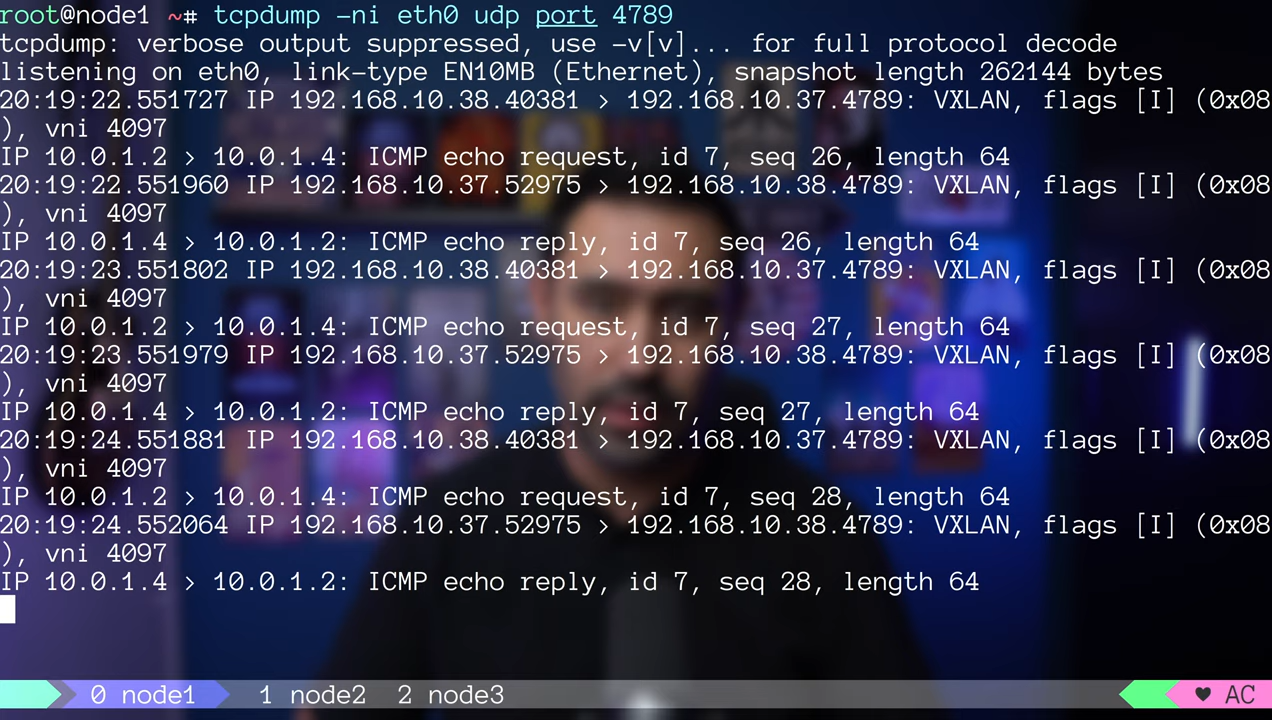 root@node1 ~# tcpdump -ni eth0 udp port 4789
tcpdump: verbose output suppressed, use -v[v]... for full protocol decode
listening on eth0, link-type EN10MB (Ethernet), snapshot length 262144 bytes
20:19:22.551727 IP 192.168.10.38.40381 > 192.168.10.37.4789: VXLAN, flags [I] (0x08
), vni 4097
IP 10.0.1.2 > 10.0.1.4: ICMP echo request, id 7, seq 26, length 64
20:19:22.551960 IP 192.168.10.37.52975 > 192.168.10.38.4789: VXLAN, flags [I] (0x08
), vni 4097
IP 10.0.1.4 > 10.0.1.2: ICMP echo reply, id 7, seq 26, length 64
20:19:23.551802 IP 192.168.10.38.40381 > 192.168.10.37.4789: VXLAN, flags [I] (0x08
), vni 4097
IP 10.0.1.2 > 10.0.1.4: ICMP echo request, id 7, seq 27, length 64
20:19:23.551979 IP 192.168.10.37.52975 > 192.168.10.38.4789: VXLAN, flags [I] (0x08
), vni 4097
IP 10.0.1.4 > 10.0.1.2: ICMP echo reply, id 7, seq 27, length 64
20:19:24.551881 IP 192.168.10.38.40381 > 192.168.10.37.4789: VXLAN, flags [I] (0x08
), vni 4097
IP 10.0.1.2 > 10.0.1.4: ICMP echo request, id 7, seq 28, length 64
20:19:24.552064 IP 192.168.10.37.52975 > 192.168.10.38.4789: VXLAN, flags [I] (0x08
), vni 4097
IP 10.0.1.4 > 10.0.1.2: ICMP echo reply, id 7, seq 28, length 64
0 node1 1 node2 2 node3 ♥ AC